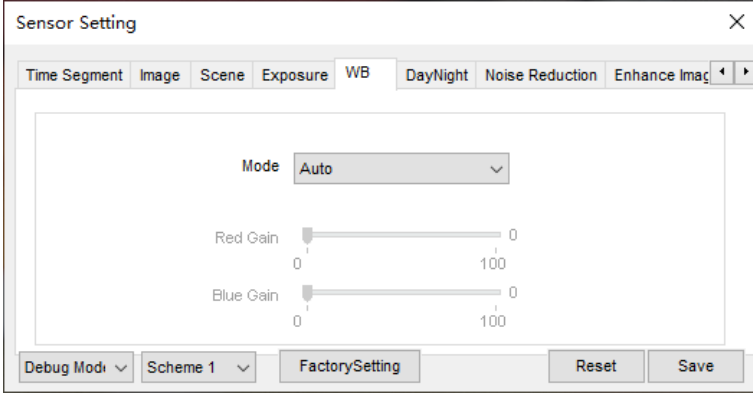 Sensor Setting
Time Segment Image Scene Exposure WB DayNight Noise Reduction Enhance Imag
Mode Auto
Red Gain 0
0 100
Blue Gain 0
0 100
Debug Mod Scheme 1 FactorySetting Reset Save